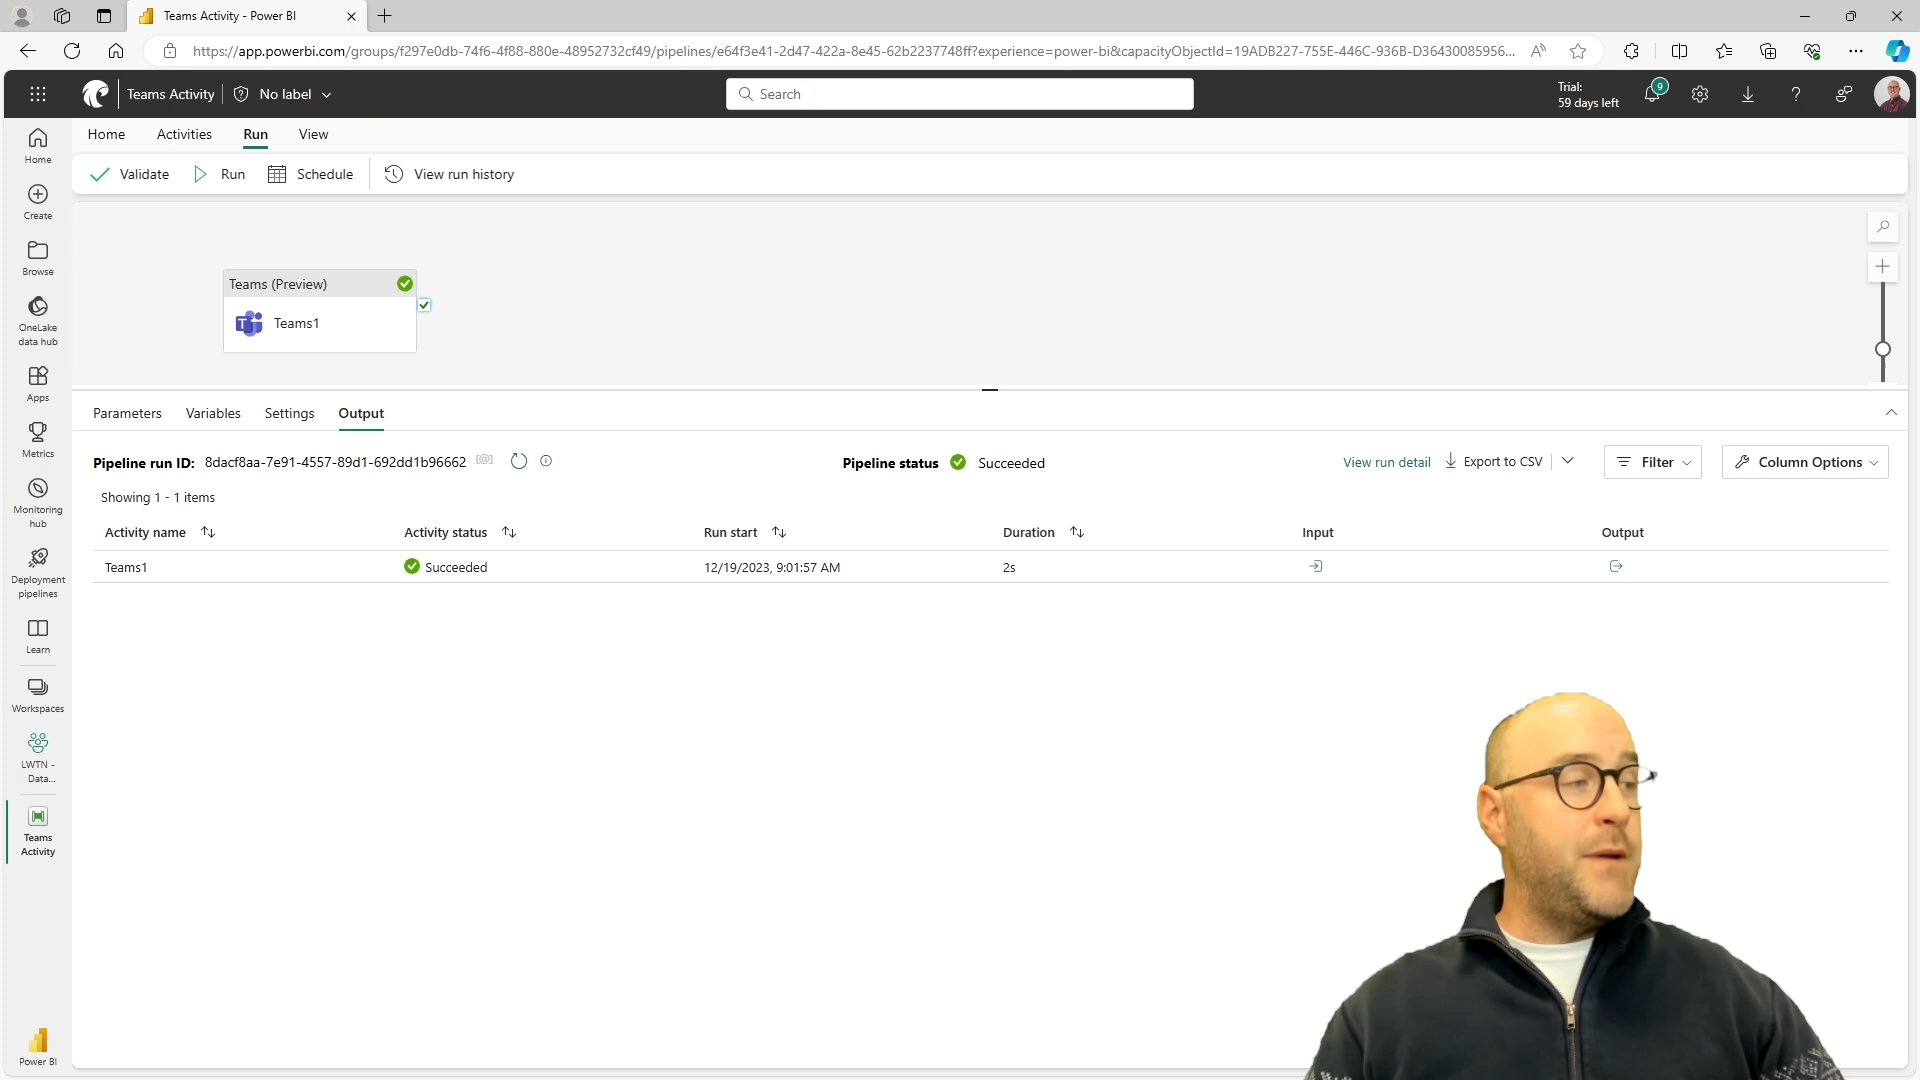 Teams Activity - Power BI
https://app.powerbi.com/groups/f297e0db-74f6-4f88-880e-48952732cf49/pipelines/e64f3e41-2d47-422a-8e45-62b2237748ff?experience=power-bi&capacityObjectId=19ADB227-755E-446C-936B-D36430085956...
Teams Activity
No label
Search
Trial:
59 days left
9
Home
Activities
Run
View
Validate
Run
Schedule
View run history
Home
Create
Browse
OneLake
data hub
Apps
Metrics
Monitoring
hub
Deployment
pipelines
Learn
Workspaces
LWTN -
Data...
Teams
Activity
Power BI
Teams (Preview)
Teams1
Parameters
Variables
Settings
Output
Pipeline run ID: 8dacf8aa-7e91-4557-89d1-692dd1b96662
Pipeline status
Succeeded
View run detail
Export to CSV
Filter
Column Options
Showing 1 - 1 items
Activity name
Activity status
Run start
Duration
Input
Output
Teams1
Succeeded
12/19/2023, 9:01:57 AM
2s